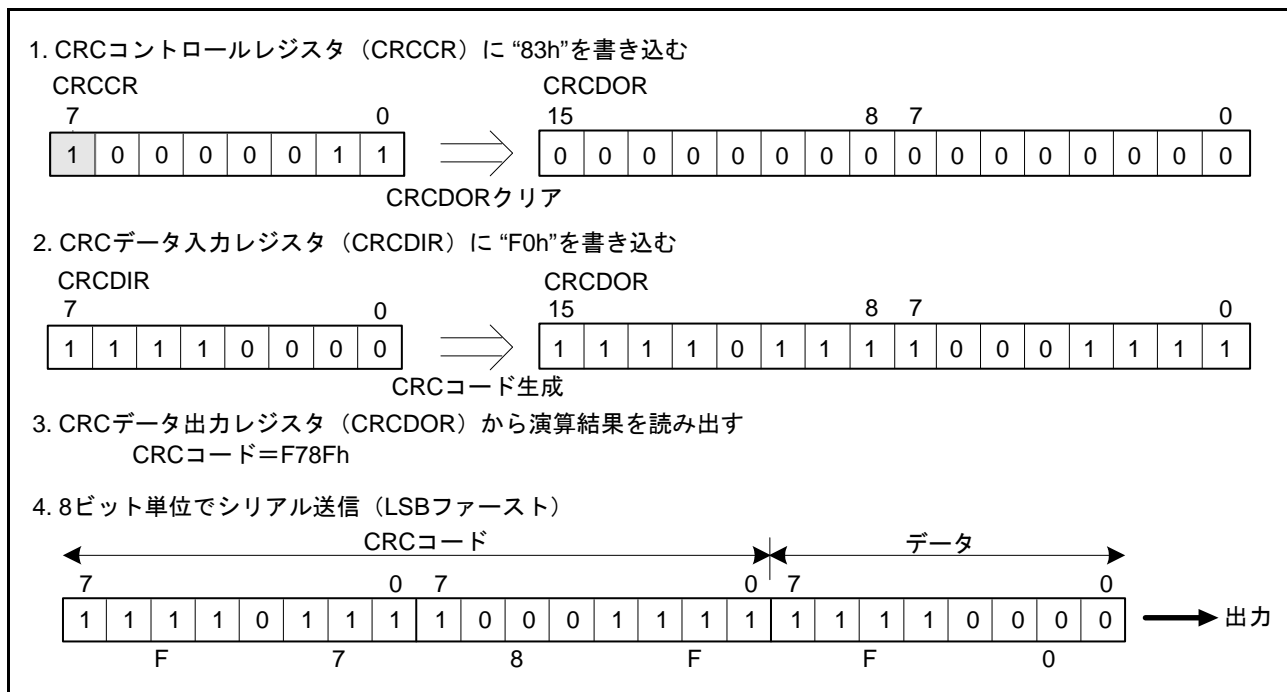 1. CRCコントロールレジスタ（CRCCR）に “83h”を書き込む
CRCCR CRCDOR
7 0 15 8 7 0
1 0 0 0 0 0 1 1 0 0 0 0 0 0 0 0 0 0 0 0 0 0 0 0
CRCDORクリア
2. CRCデータ入力レジスタ（CRCDIR）に “F0h”を書き込む
CRCDIR CRCDOR
7 0 15 8 7 0
1 1 1 1 0 0 0 0 1 1 1 1 0 1 1 1 1 0 0 0 1 1 1 1
CRCコード生成
3. CRCデータ出力レジスタ（CRCDOR）から演算結果を読み出す
CRCコード＝F78Fh
4. 8ビット単位でシリアル送信（LSBファースト）
CRCコード データ
7 0 7 0 7 0
1 1 1 1 0 1 1 1 1 0 0 0 1 1 1 1 1 1 1 1 0 0 0 0 出力
F 7 8 F F 0